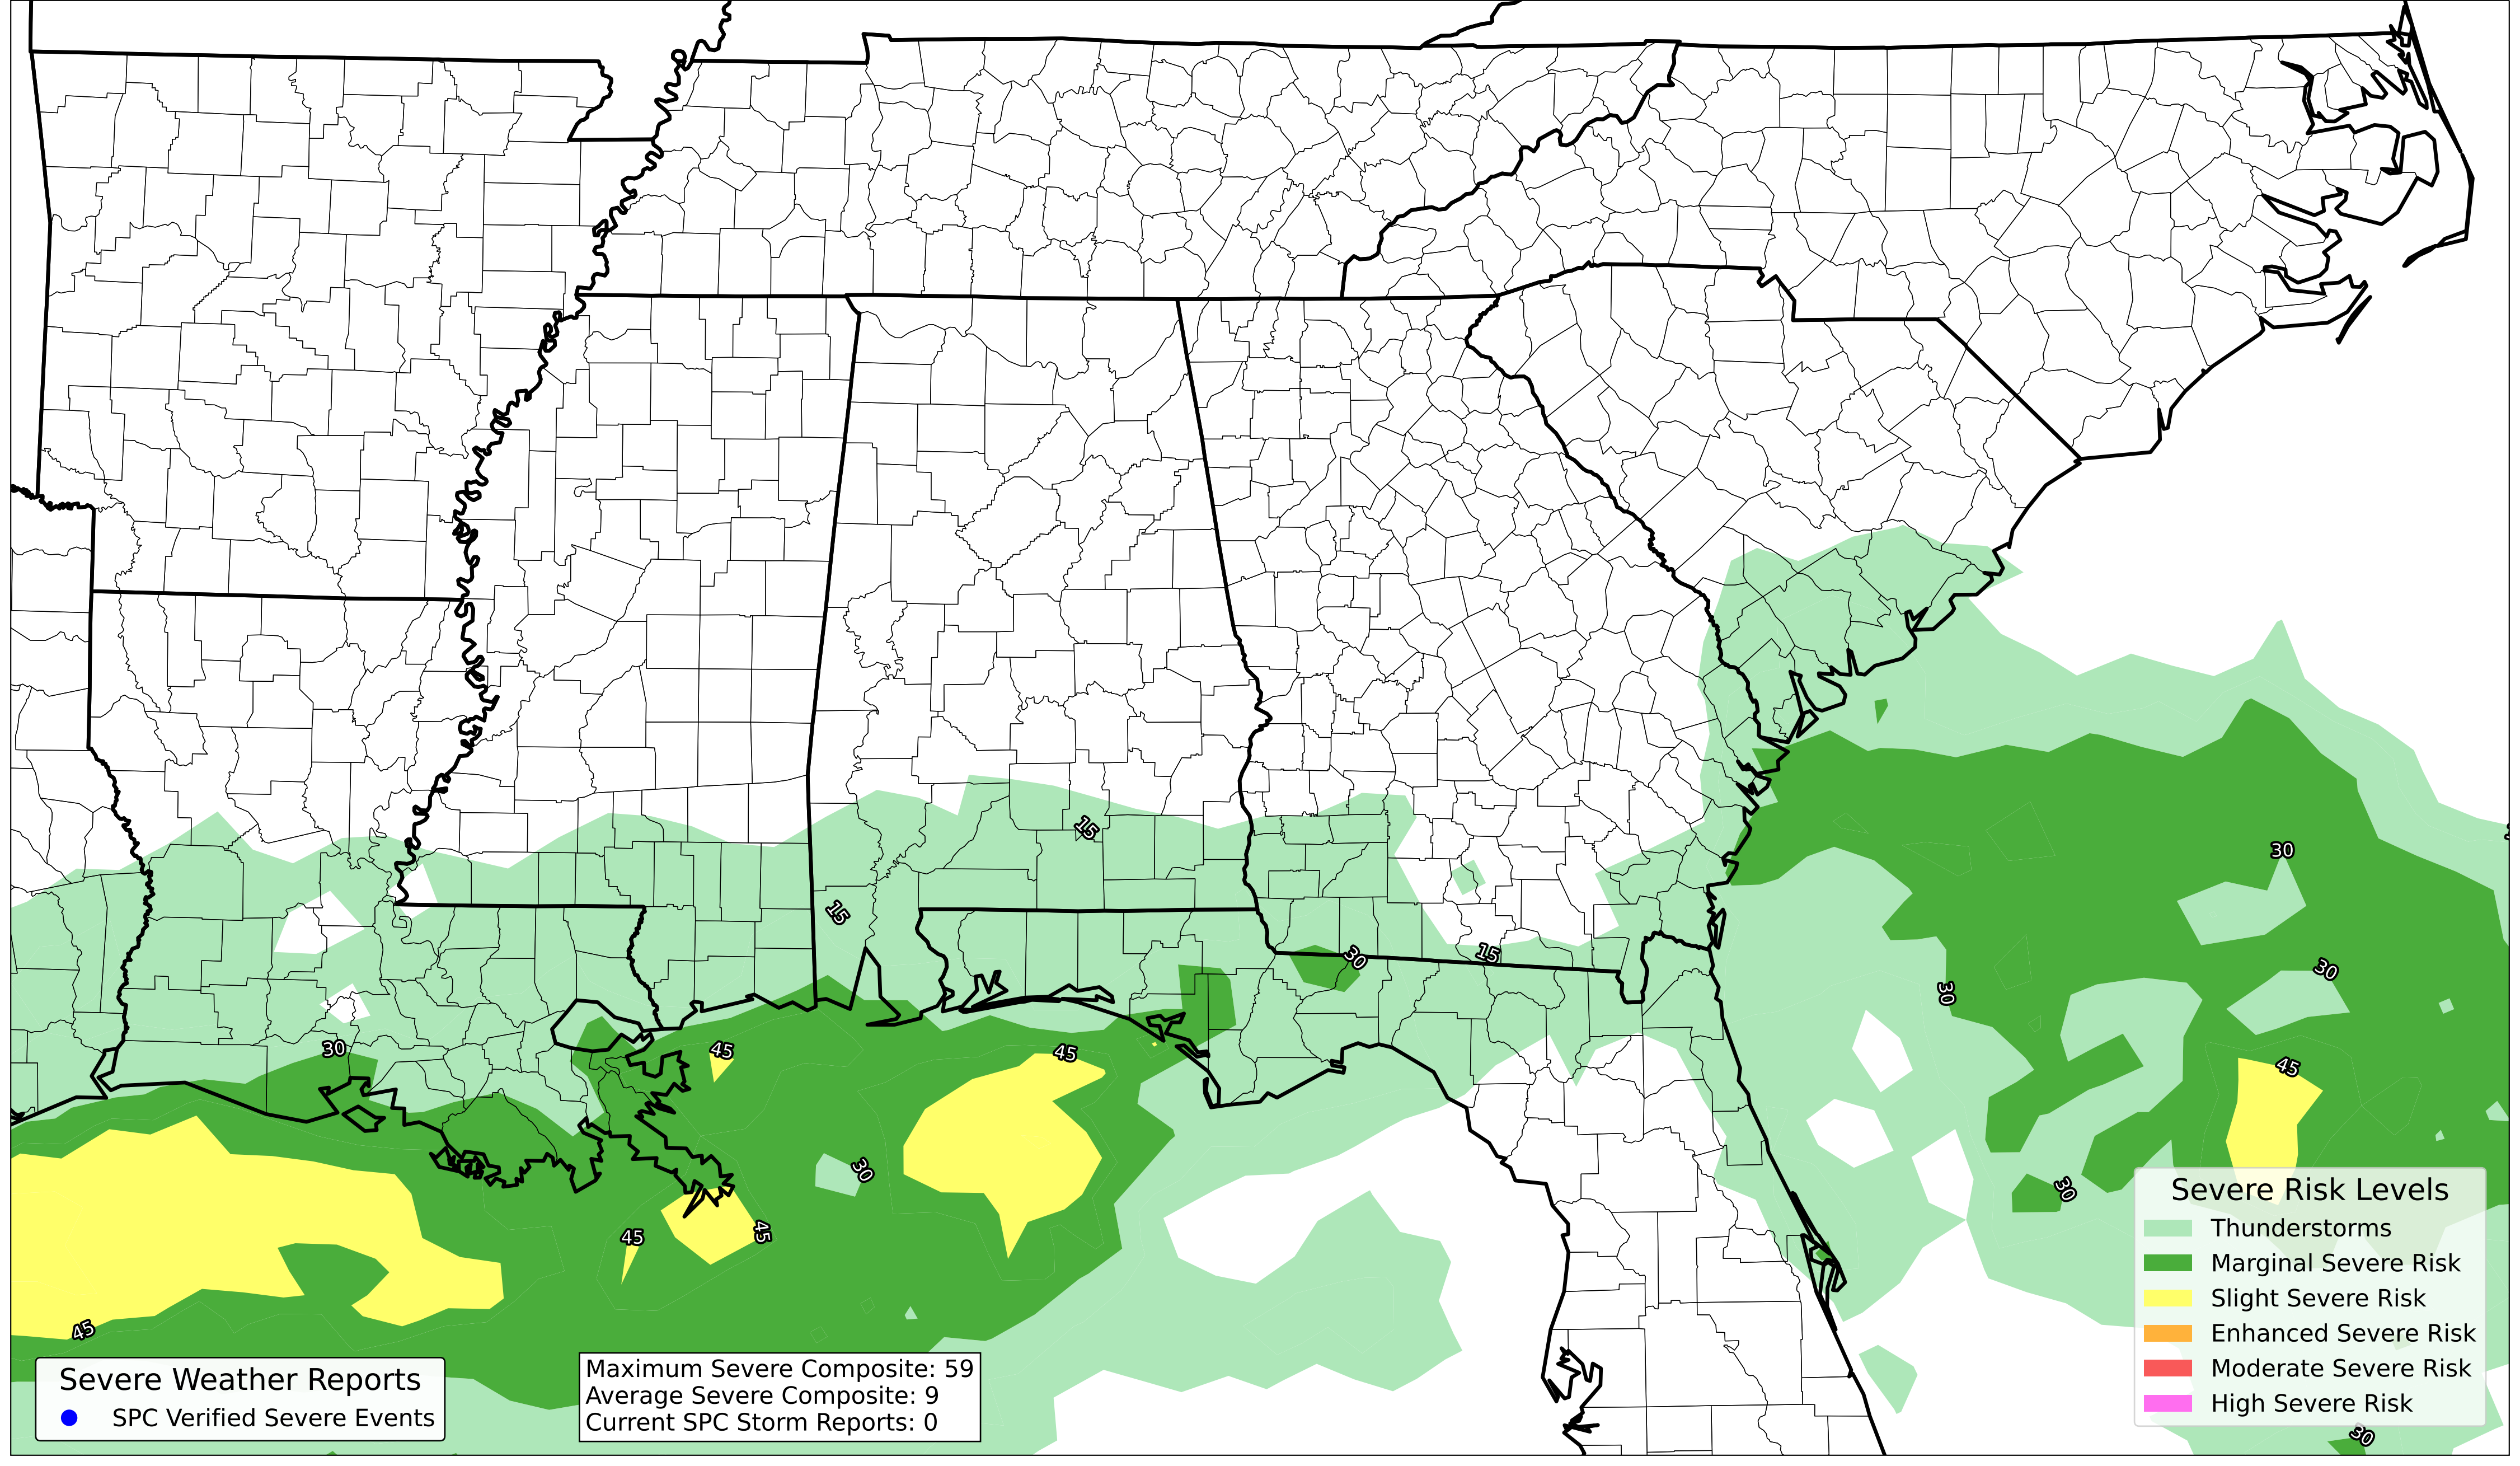 15
15
30
15
30
30
30
30
45
45
45
30
30
45
45
45
30
Severe Risk Levels
Thunderstorms
Marginal Severe Risk
Slight Severe Risk
Enhanced Severe Risk
Moderate Severe Risk
High Severe Risk
Severe Weather Reports
SPC Verified Severe Events
Maximum Severe Composite: 59
Average Severe Composite: 9
Current SPC Storm Reports: 0